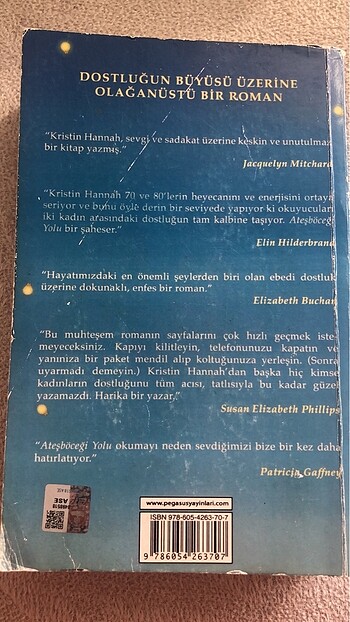 DOSTLUĞUN BÜYÜSÜ ÜZERİNE
OLAĞANÜSTÜ BİR ROMAN
"Kristin Hannah, sevgi ve sadakat üzerine keskin ve unutulmaz
bir kitap yazmış."
Jacquelyn Mitchard
"Kristin Hannah 70 ve 80'lerin heyecanını ve enerjisini ortaya
seriyor ve bunu öyle derin bir seviyede yapıyor ki okuyucuları
iki kadın arasındaki dostluğun tam kalbine taşıyor. Ateşböceği
Yolu bir şaheser."
Elin Hilderbrand
"Hayatımızdaki en önemli şeylerden biri olan ebedi dostluk
üzerine dokunaklı, enfes bir roman."
Elizabeth Buchan
"Bu muhteşem romanın sayfalarını çok hızlı geçmek iste-
meyeceksiniz. Kapıyı kilitleyin, telefonunuzu kapatın ve
yanınıza bir paket mendil alıp koltuğunuza yerleşin. (Sonra
uyarmadı demeyin.) Kristin Hannah'dan başka hiç kimse
kadınların dostluğunu tüm acısı, tatlısıyla bu kadar güzel
yazamazdı. Harika bir yazar."
Susan Elizabeth Phillips
"Ateşböceği Yolu okumayı neden sevdiğimizi bize bir kez daha
hatırlatıyor."
Patricia Gaffney
www.pegasusyayinlari.com
ISBN 978-605-4263-70-7
9 786054 263707